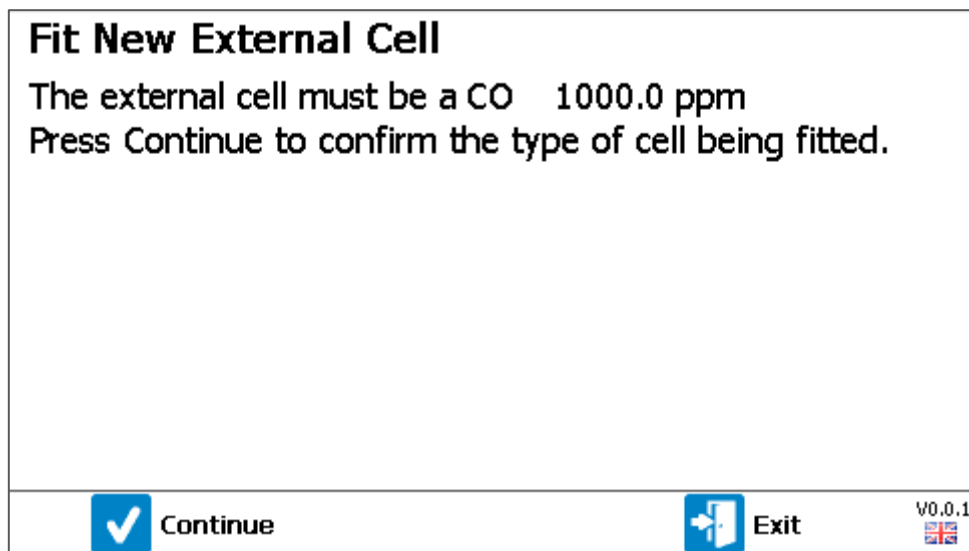 Fit New External Cell
The external cell must be a CO 1000.0 ppm
Press Continue to confirm the type of cell being fitted.
Continue
Exit
V0.0.1